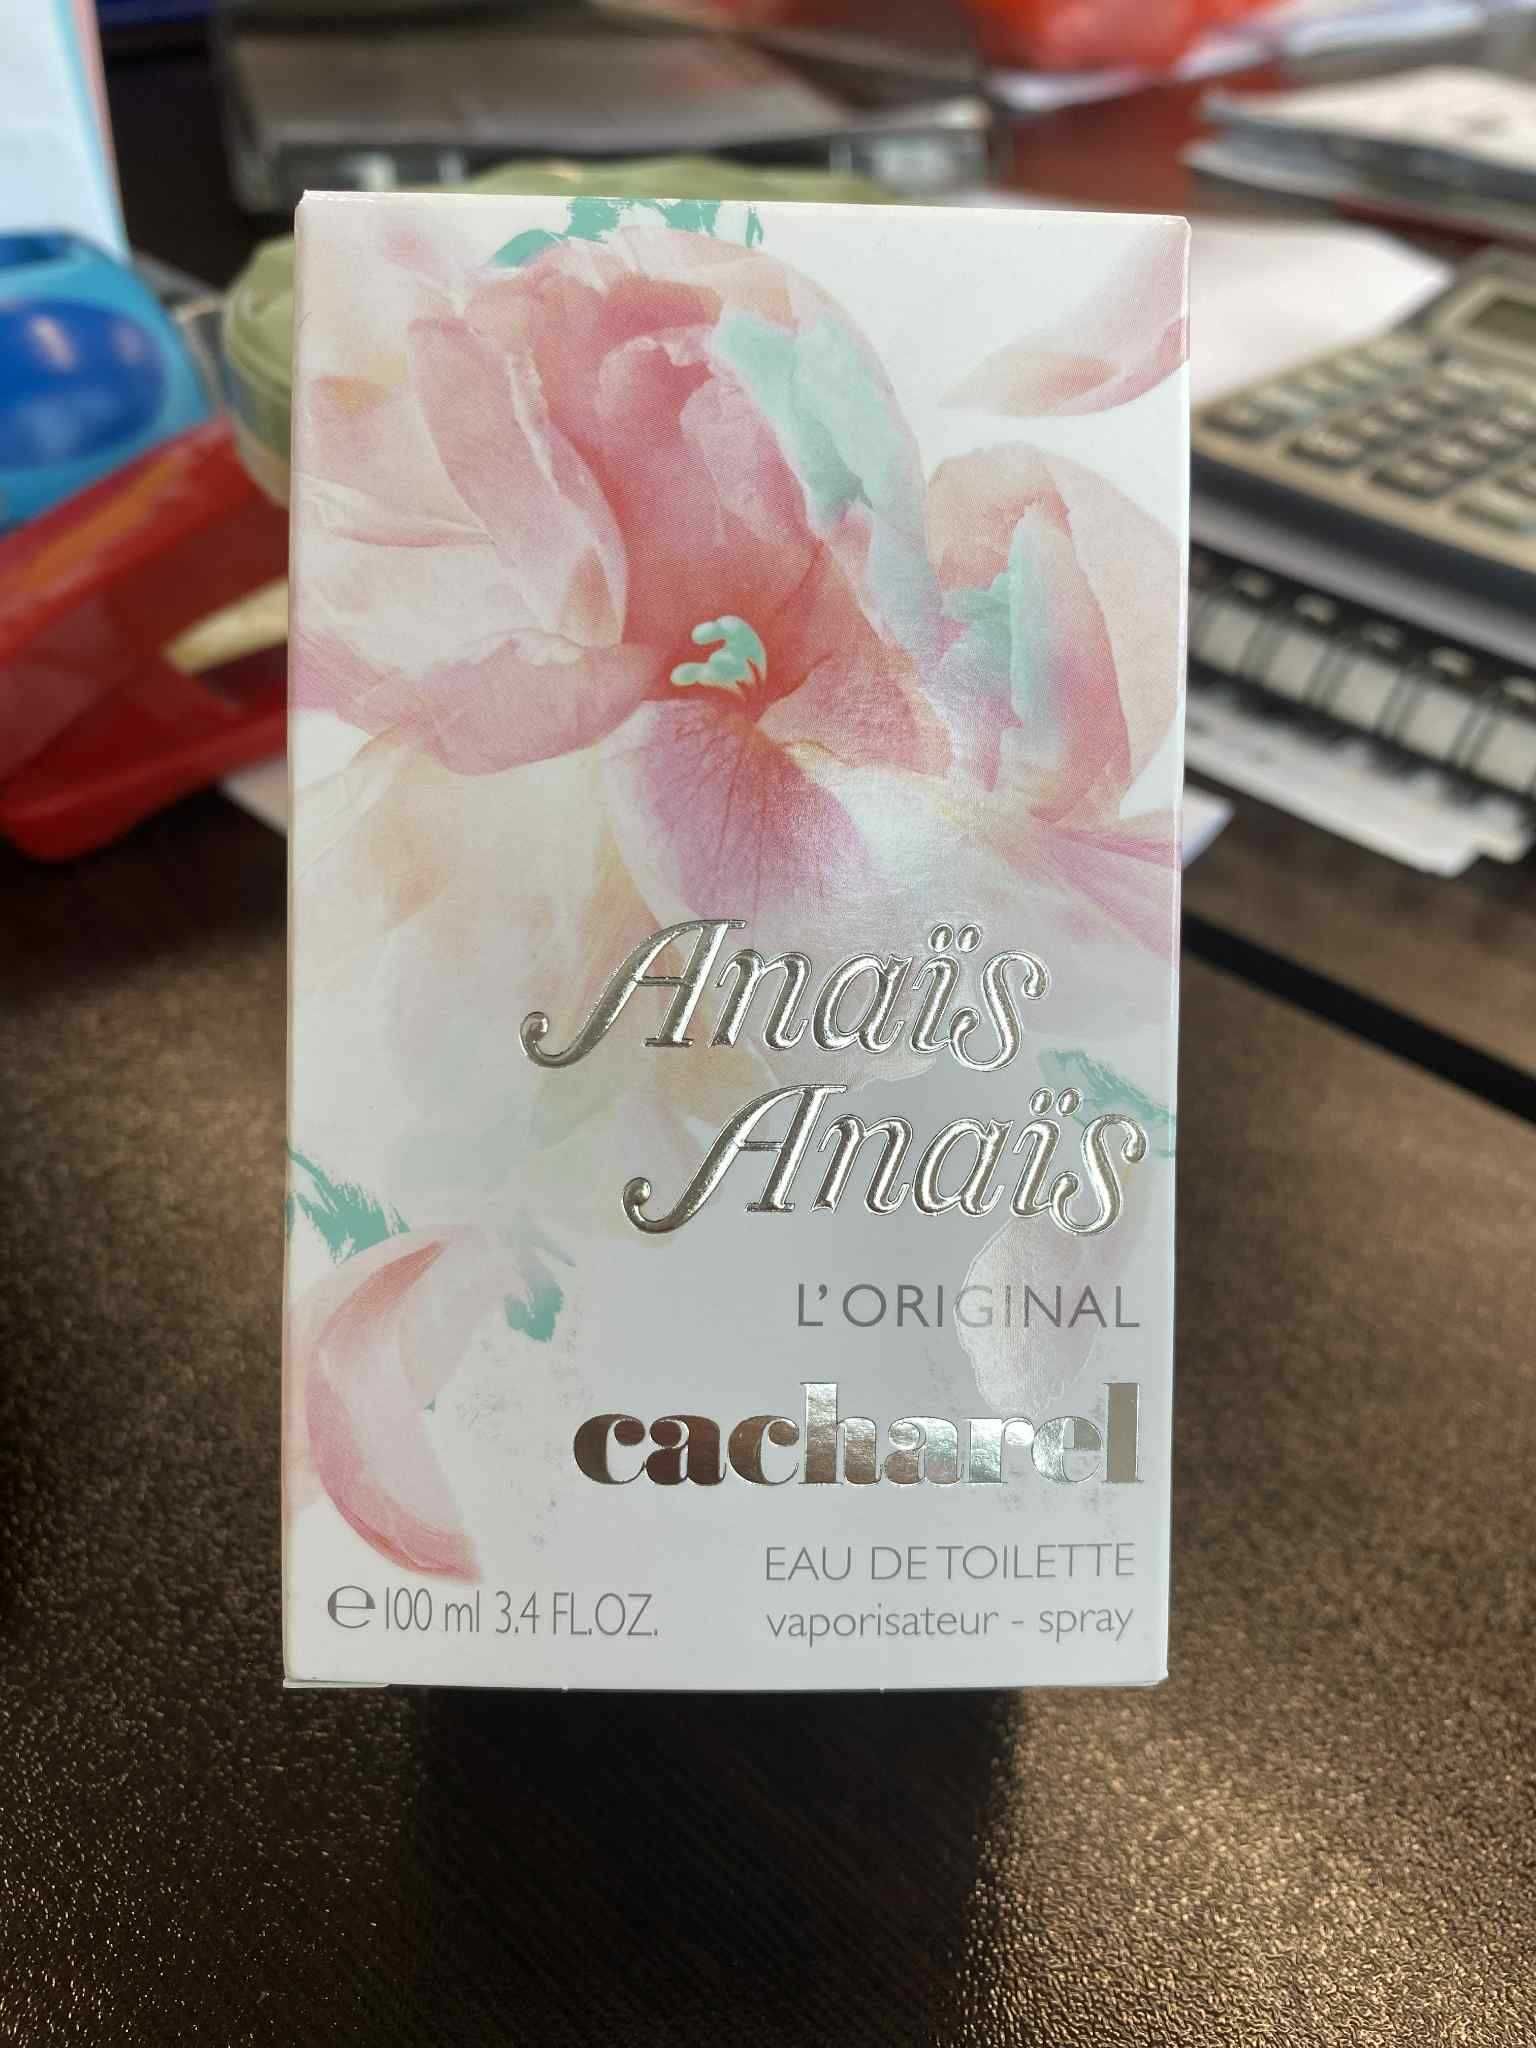 Anaïs
Anaïs
L'ORIGINAL
cacharel
EAU DE TOILETTE
vaporisateur - spray
e 100 ml 3.4 FL.OZ.